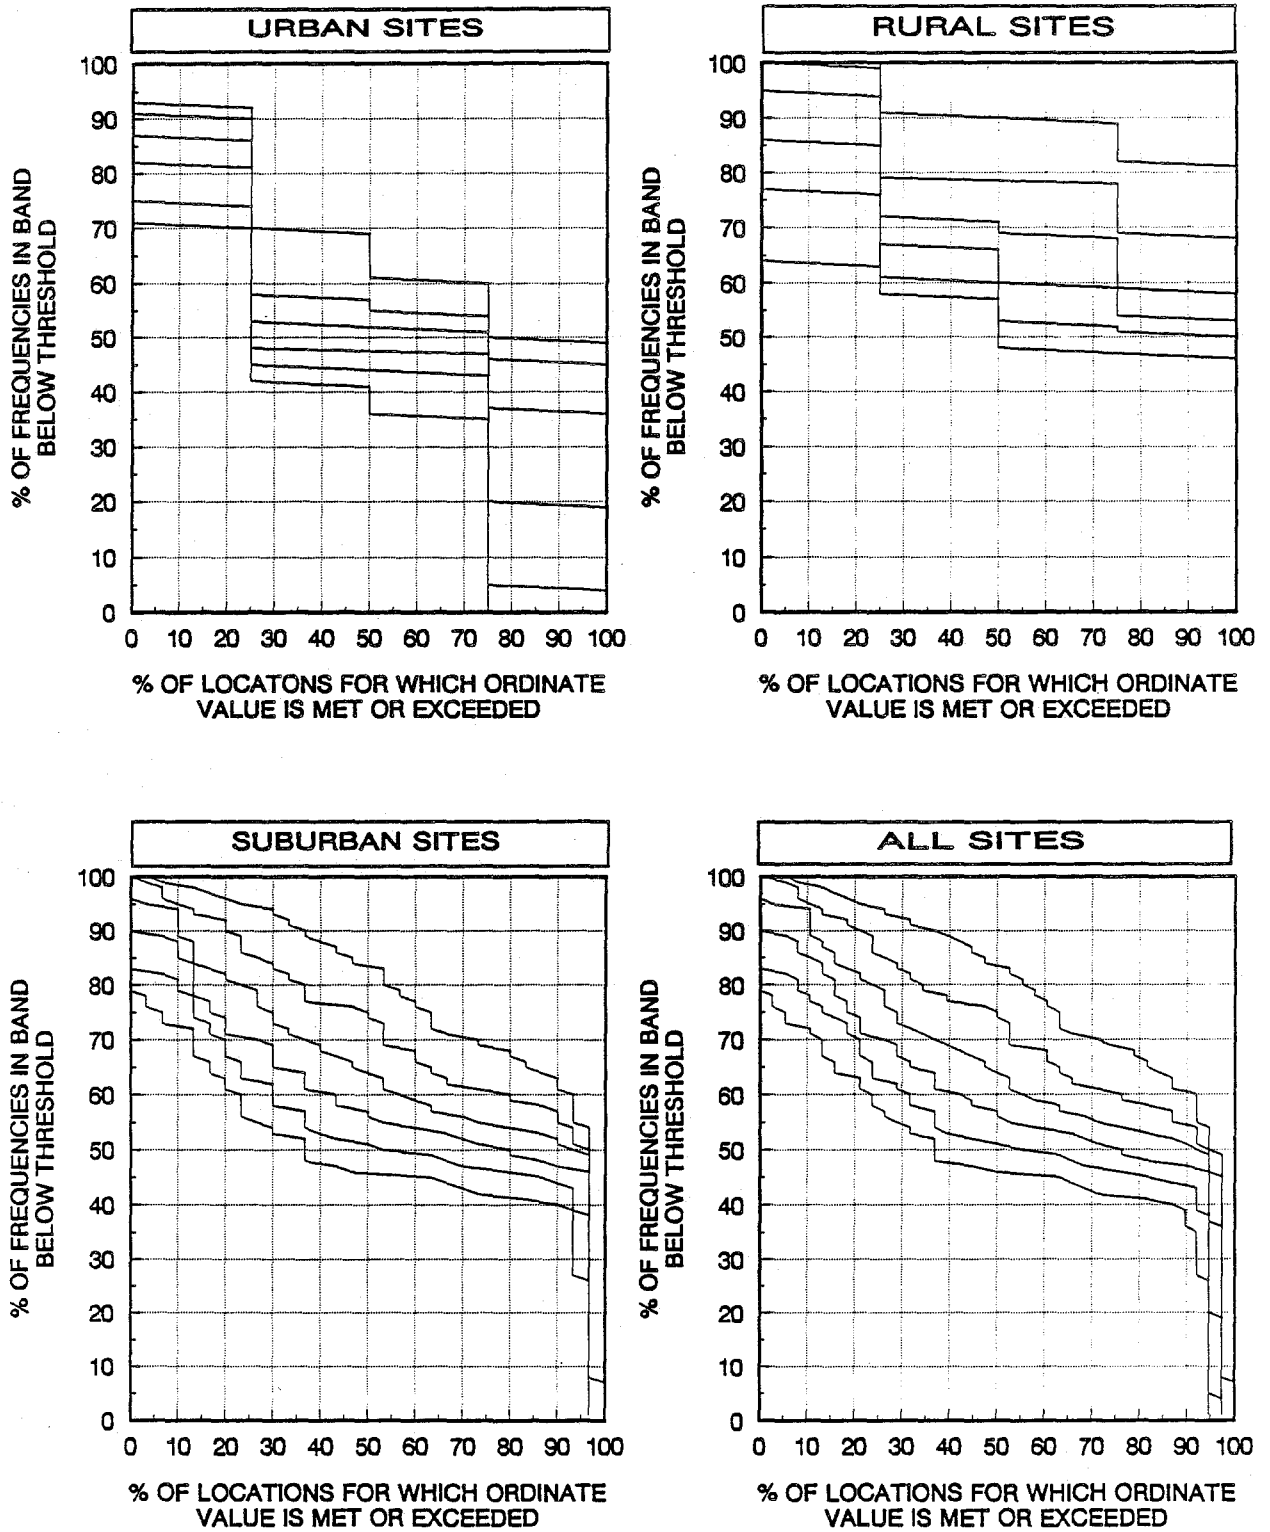 URBAN SITES
100
90
80
70
60
50
40
30
20
10
0
0 10 20 30 40 50 60 70 80 90 100
% OF FREQUENCIES IN BAND
BELOW THRESHOLD
% OF LOCATONS FOR WHICH ORDINATE
VALUE IS MET OR EXCEEDED
RURAL SITES
100
90
80
70
60
50
40
30
20
10
0
0 10 20 30 40 50 60 70 80 90 100
% OF FREQUENCIES IN BAND
BELOW THRESHOLD
% OF LOCATIONS FOR WHICH ORDINATE
VALUE IS MET OR EXCEEDED
SUBURBAN SITES
100
90
80
70
60
50
40
30
20
10
0
0 10 20 30 40 50 60 70 80 90 100
% OF FREQUENCIES IN BAND
BELOW THRESHOLD
% OF LOCATIONS FOR WHICH ORDINATE
VALUE IS MET OR EXCEEDED
ALL SITES
100
90
80
70
60
50
40
30
20
10
0
0 10 20 30 40 50 60 70 80 90 100
% OF FREQUENCIES IN BAND
BELOW THRESHOLD
% OF LOCATIONS FOR WHICH ORDINATE
VALUE IS MET OR EXCEEDED